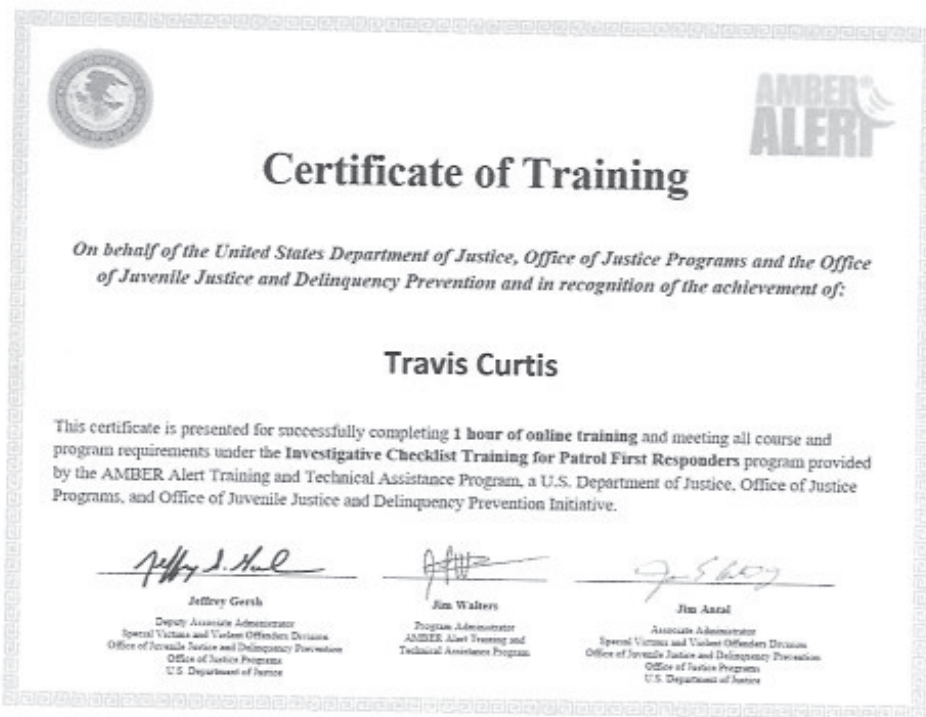 AMBER
ALERT
Certificate of Training
On behalf of the United States Department of Justice, Office of Justice Programs and the Office
of Juvenile Justice and Delinquency Prevention and in recognition of the achievement of:
Travis Curtis
This certificate is presented for successfully completing 1 hour of online training and meeting all course and
program requirements under the Investigative Checklist Training for Patrol First Responders program provided
by the AMBER Alert Training and Technical Assistance Program, a U.S. Department of Justice, Office of Justice
Programs, and Office of Juvenile Justice and Delinquency Prevention Initiative.
Jeffrey Gersh
Deputy Associate Administrator
Special Victims and Violent Offenders Division
Office of Juvenile Justice and Delinquency Prevention
Office of Justice Programs
U.S. Department of Justice
Jim Walters
Program Administrator
AMBER Alert Training and
Technical Assistance Program
Jim Antal
Associate Administrator
Special Victims and Violent Offenders Division
Office of Juvenile Justice and Delinquency Prevention
Office of Justice Programs
U.S. Department of Justice